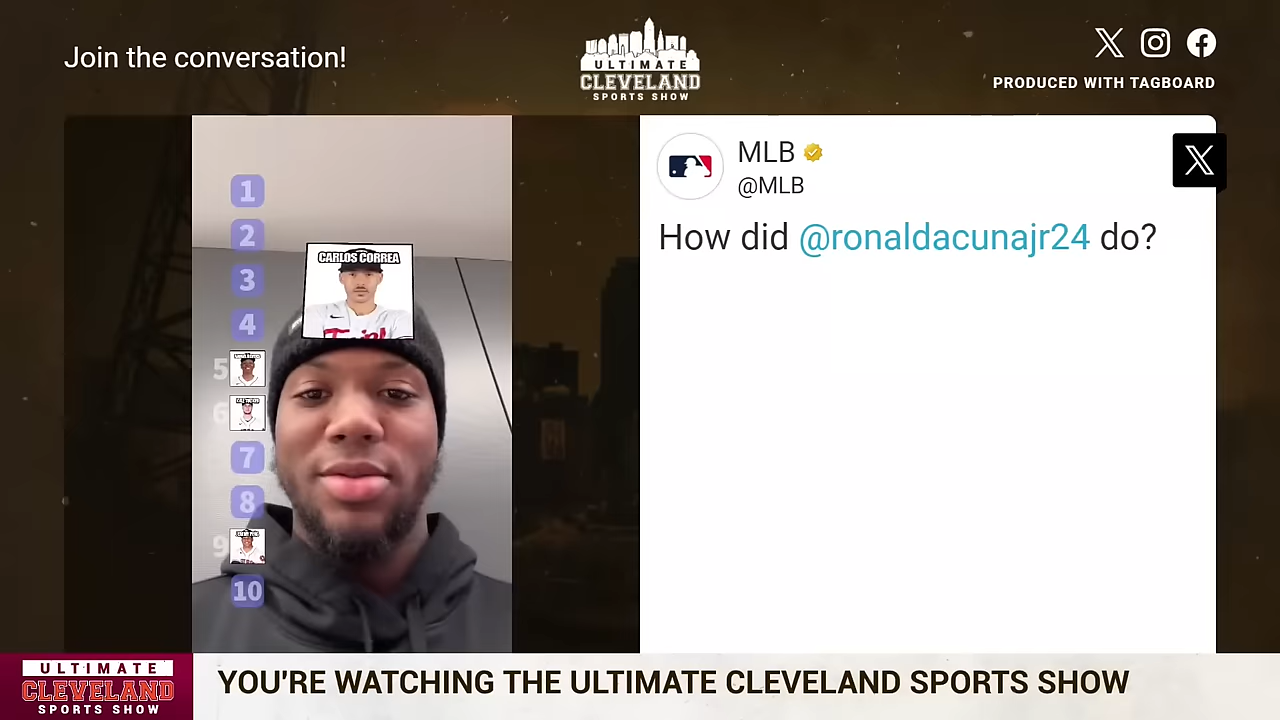 Join the conversation!
ULTIMATE
CLEVELAND
SPORTS SHOW
PRODUCED WITH TAGBOARD
1
2
3
4
5
6
7
8
9
10
CARLOS CORREA
MLB
@MLB
How did @ronaldacunajr24 do?
ULTIMATE
CLEVELAND
SPORTS SHOW
YOU'RE WATCHING THE ULTIMATE CLEVELAND SPORTS SHOW